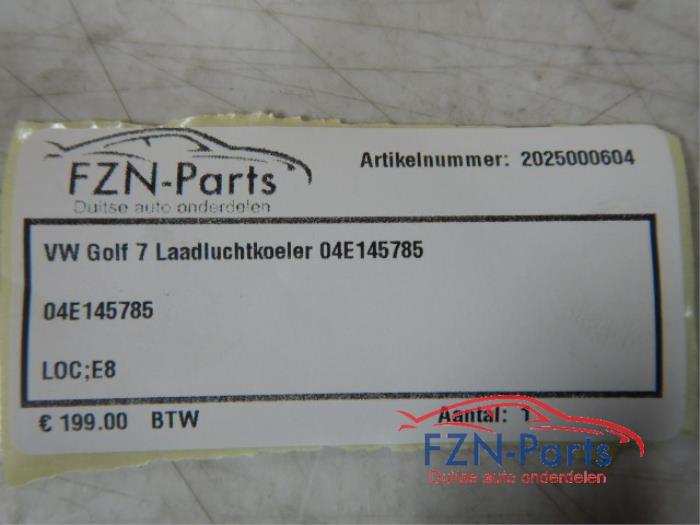 Artikelnummer: 2025000604
FZN-Parts
Duitse auto onderdelen
VW Golf 7 Laadluchtkoeler 04E145785
04E145785
LOC;E8
€ 199.00 BTW
Aantal: 1
FZN-Parts
Duitse auto onderdelen